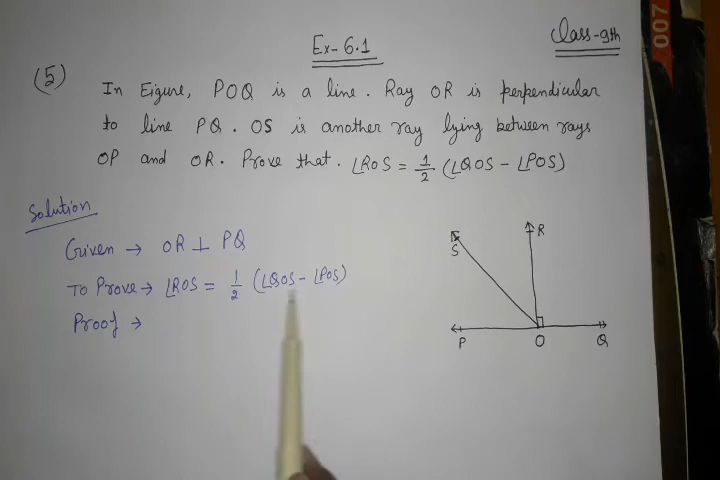 Ex-6.1
Class-9th
007
(5) In Figure, POQ is a line. Ray OR is perpendicular
to line PQ. OS is another ray lying between rays
OP and OR. Prove that. ∠ROS = 1/2 (∠QOS - ∠POS)
Solution
Given → OR ⊥ PQ
To Prove → ∠ROS = 1/2 (∠QOS - ∠POS)
Proof →
S
R
P
O
Q